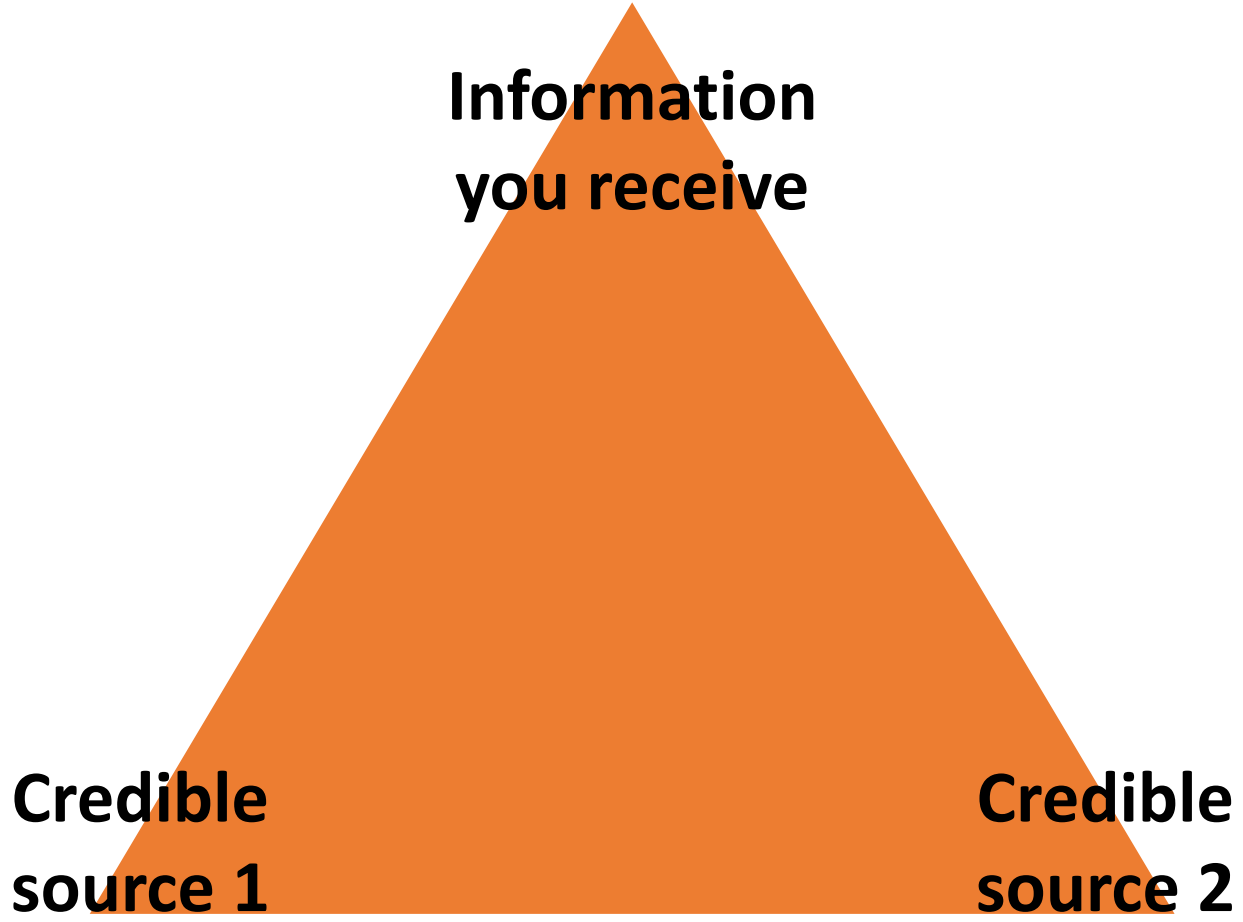 Information
you receive
Credible
source 1
Credible
source 2